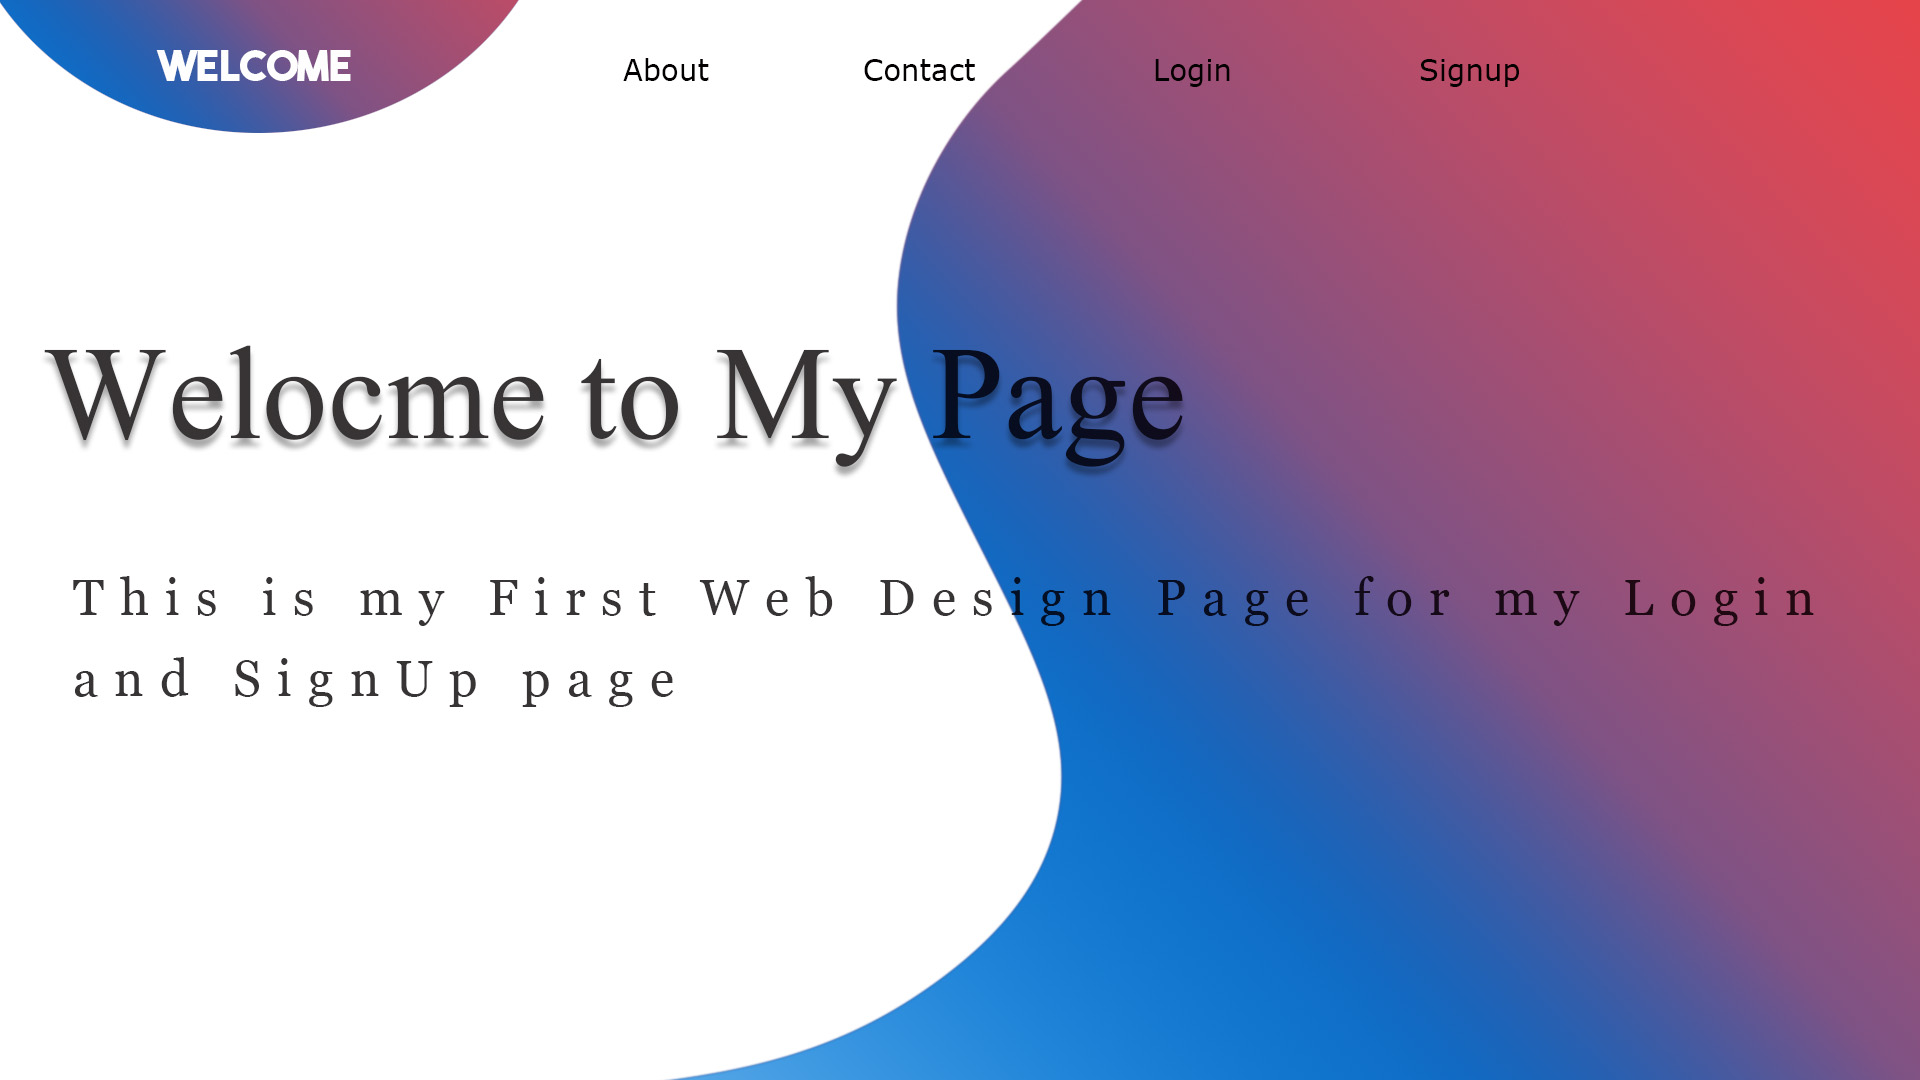 WELCOME
About
Contact
Login
Signup
Welocme to My Page
This is my First Web Design Page for my Login
and SignUp page